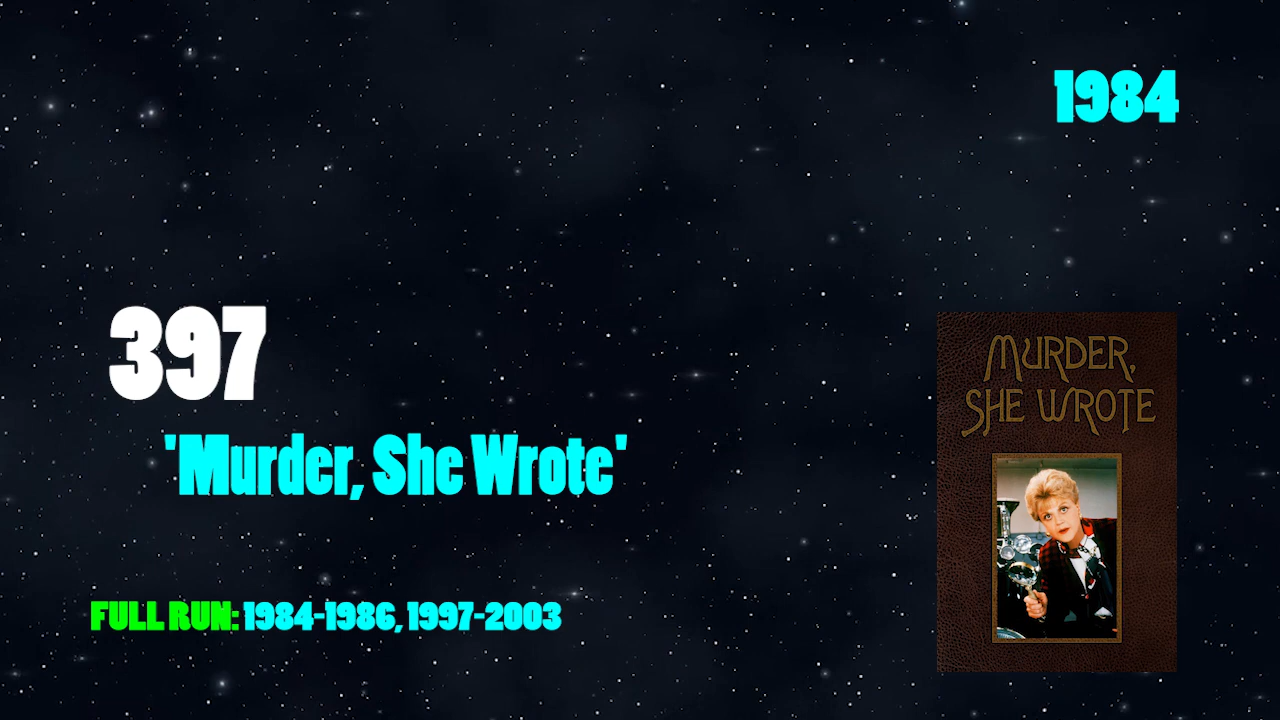 1984
397
'Murder, She Wrote'
FULL RUN: 1984-1986, 1997-2003
MURDER,
SHE WROTE